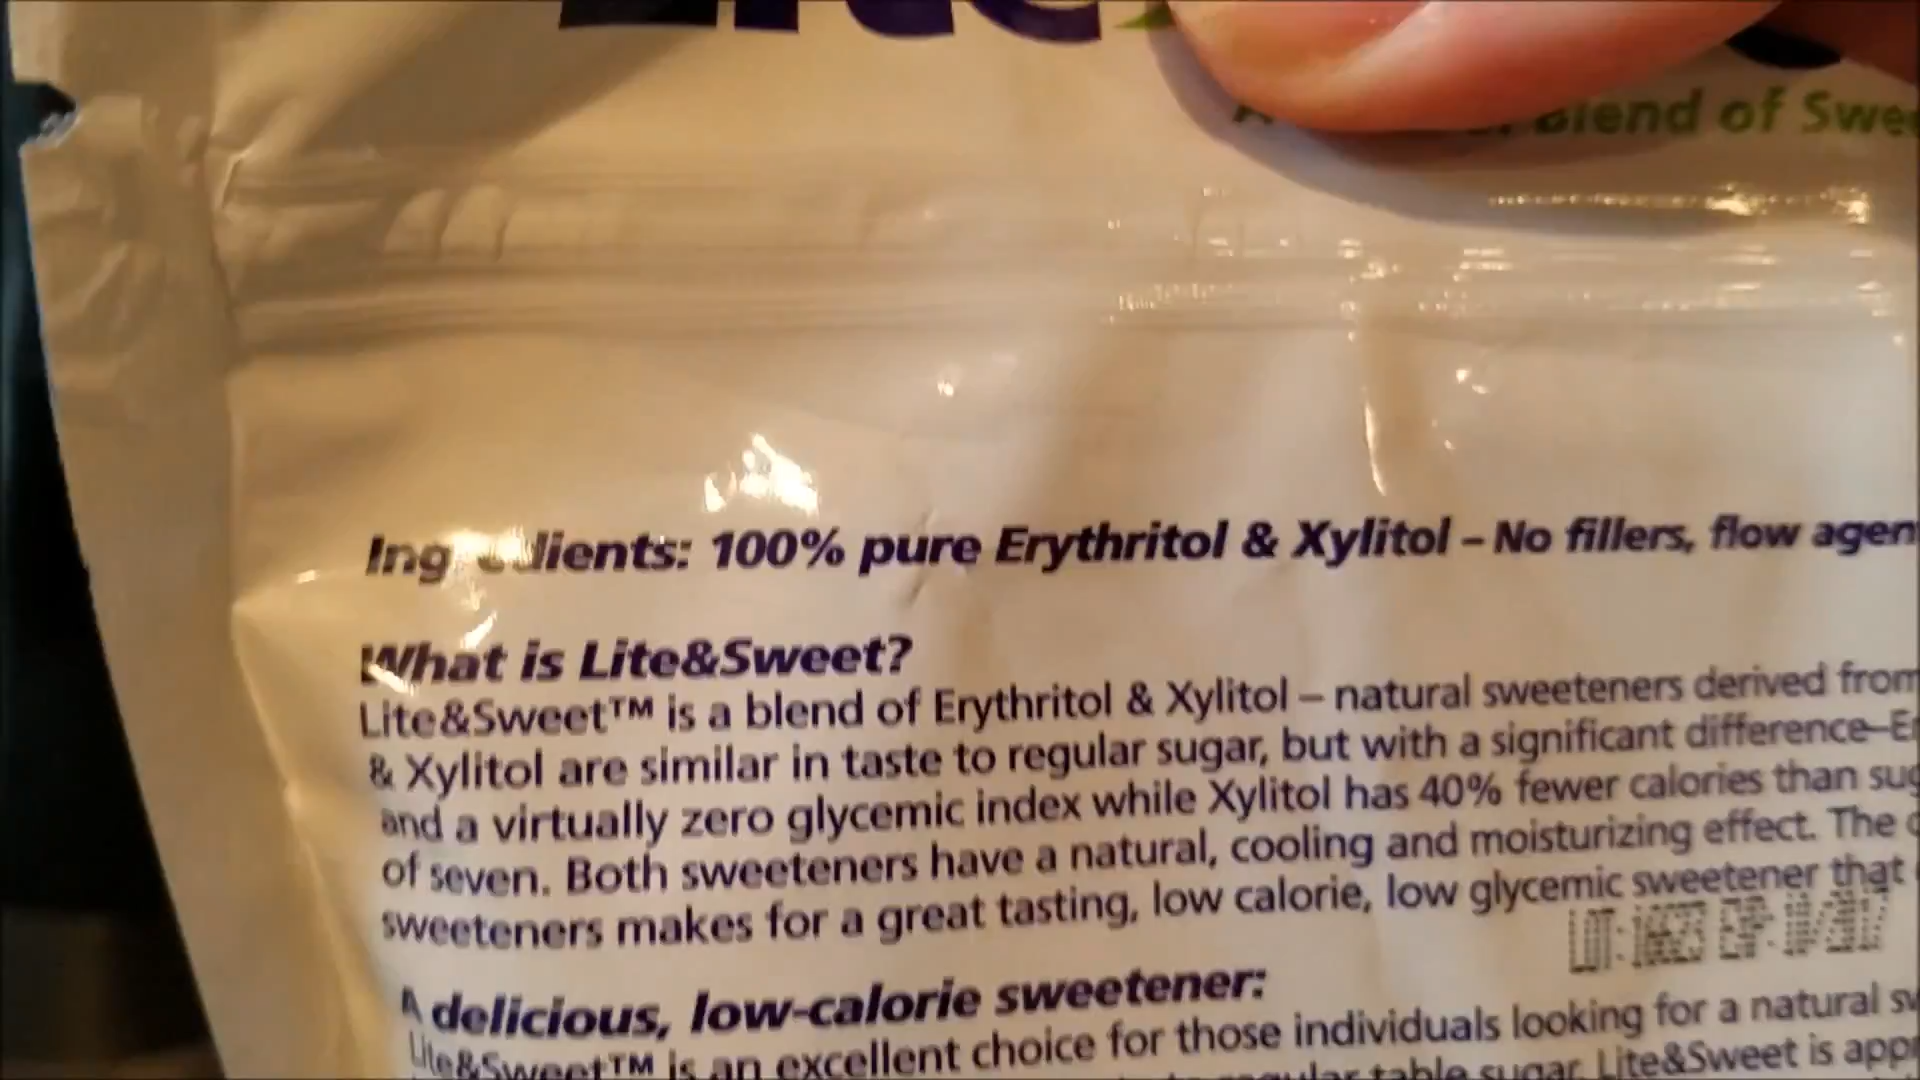 Blend of Swe
Ingredients: 100% pure Erythritol & Xylitol – No fillers, flow agen
What is Lite&Sweet?
Lite&Sweet™ is a blend of Erythritol & Xylitol – natural sweeteners derived from
& Xylitol are similar in taste to regular sugar, but with a significant difference–Er
and a virtually zero glycemic index while Xylitol has 40% fewer calories than sug
of seven. Both sweeteners have a natural, cooling and moisturizing effect. The
sweeteners makes for a great tasting, low calorie, low glycemic sweetener that
A delicious, low-calorie sweetener:
Lite&Sweet™ is an excellent choice for those individuals looking for a natural sw
regular table sugar. Lite&Sweet is appr